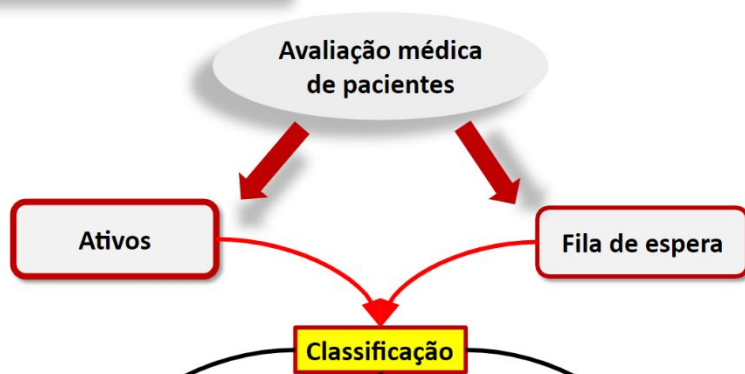 Avaliação médica
de pacientes
Ativos
Fila de espera
Classificação